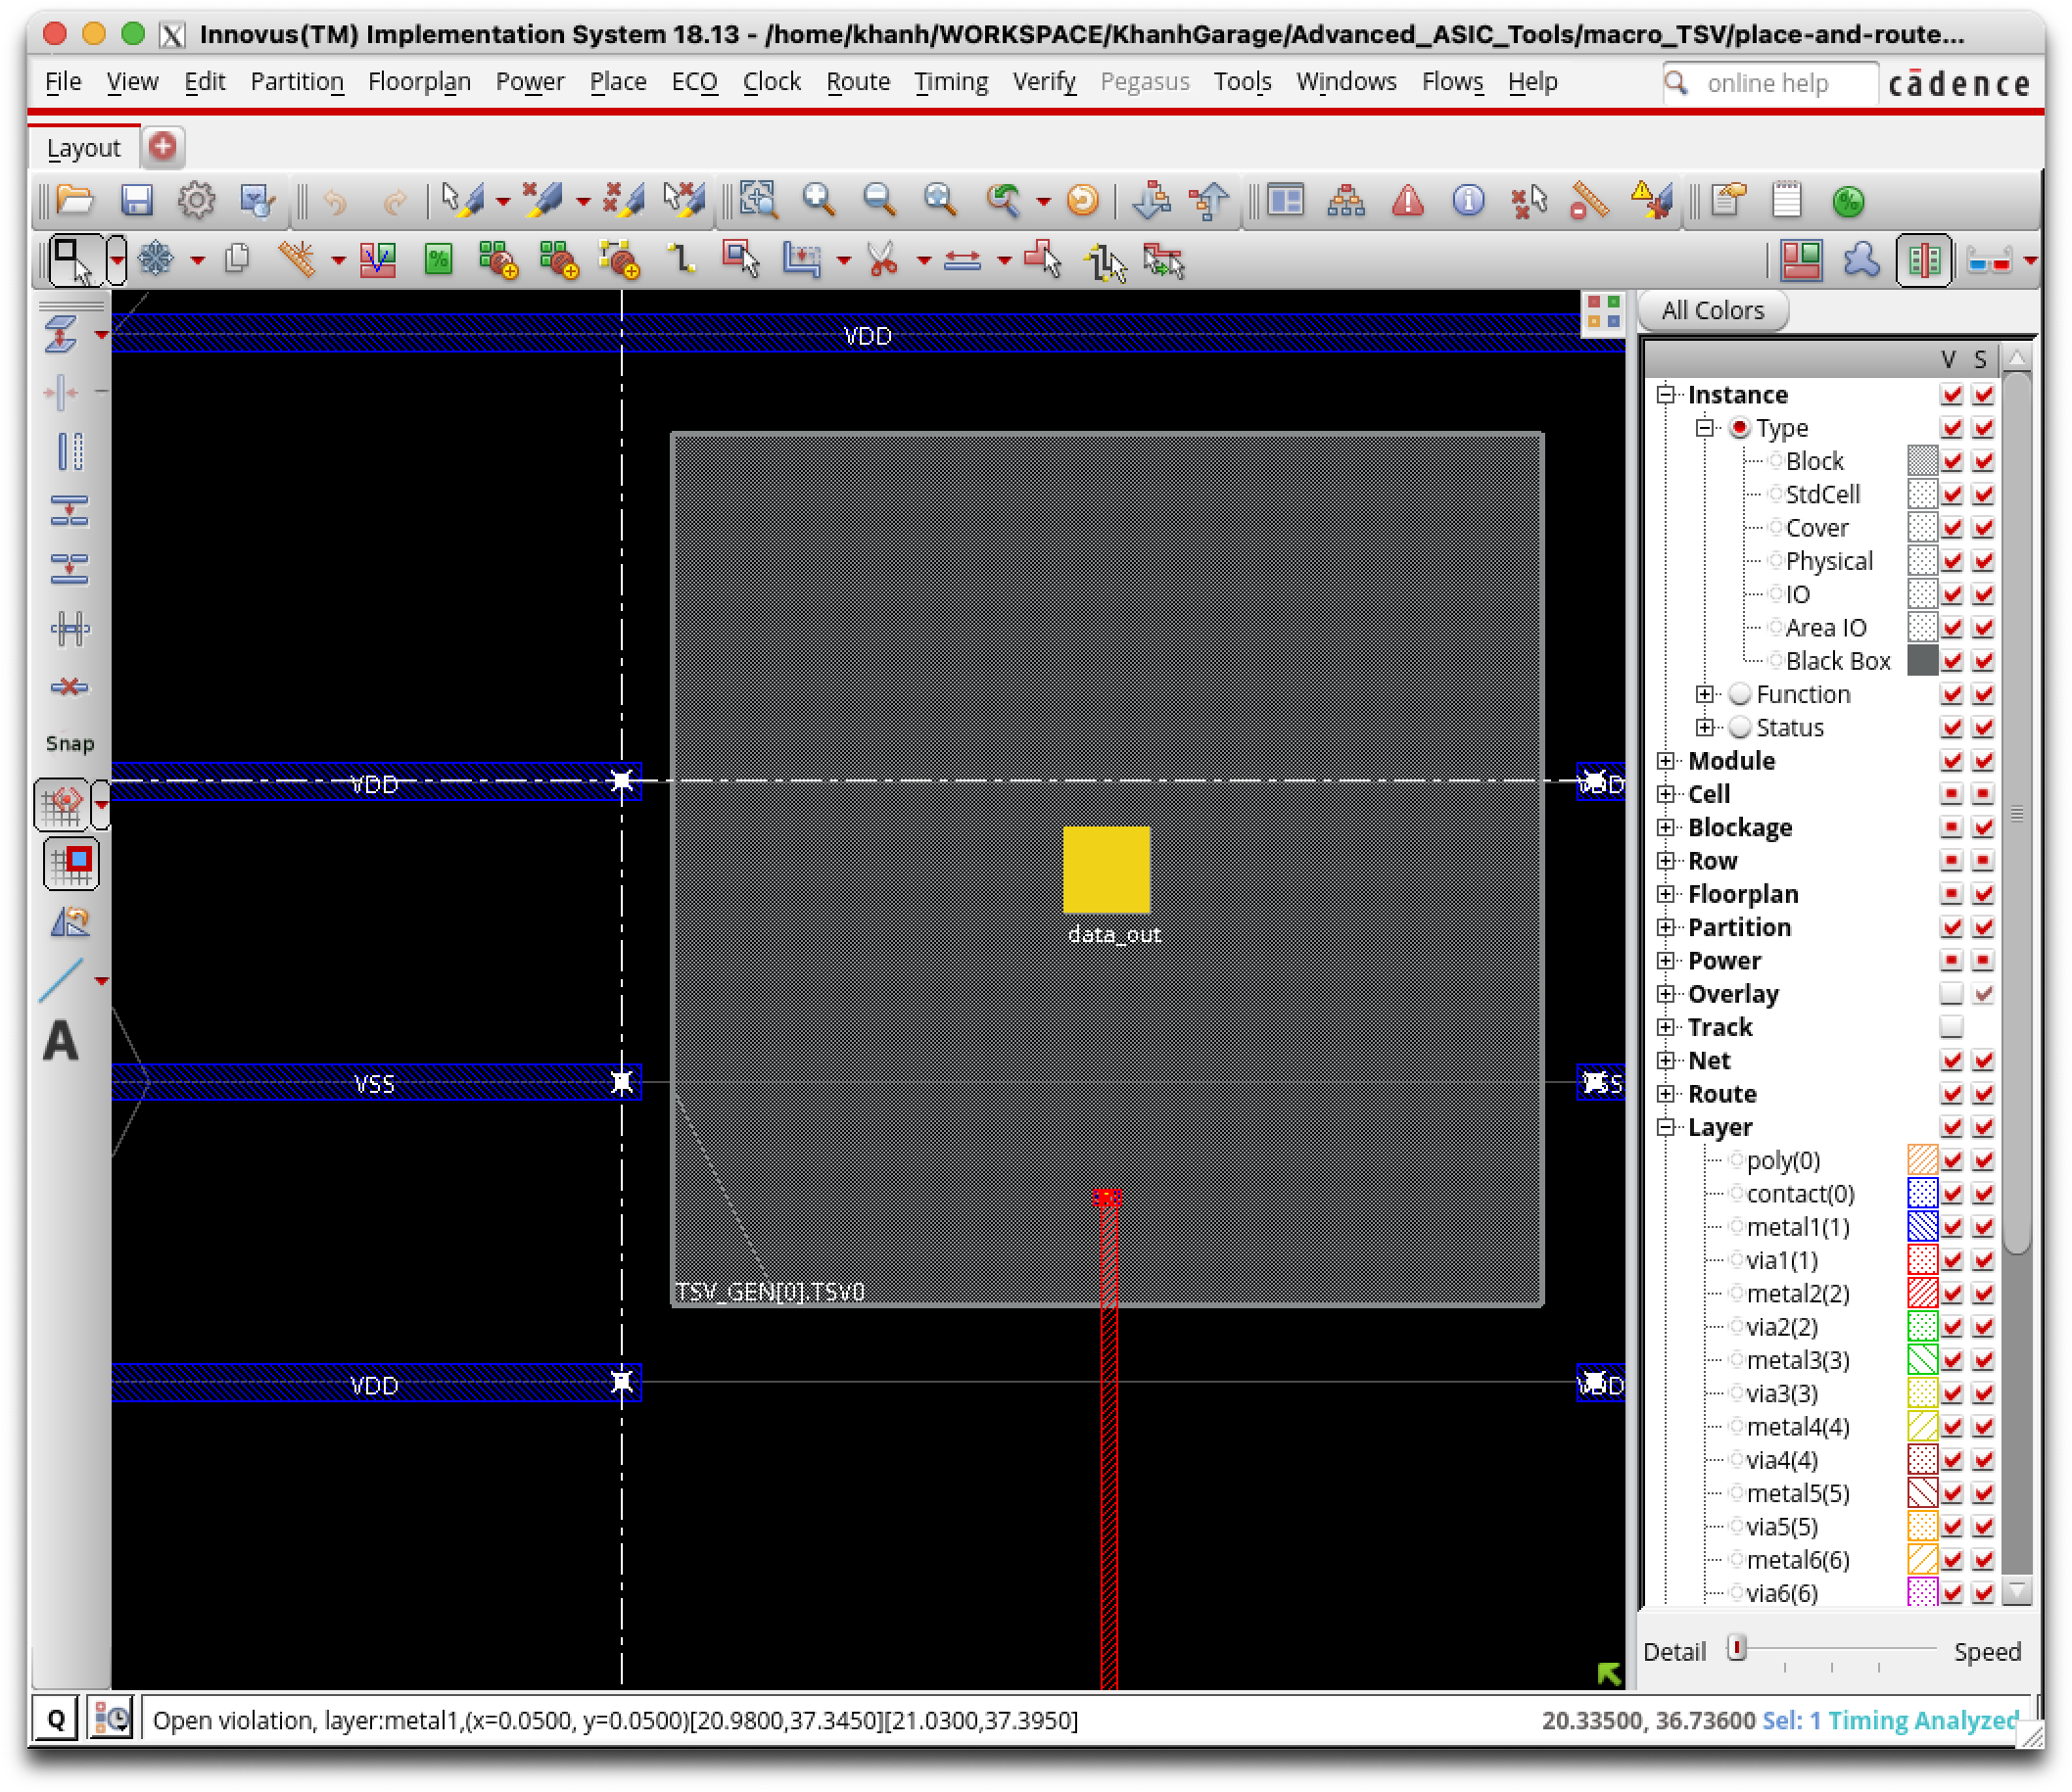 Innovus(TM) Implementation System 18.13 - /home/khanh/WORKSPACE/KhanhGarage/Advanced_ASIC_Tools/macro_TSV/place-and-route...
File View Edit Partition Floorplan Power Place ECO Clock Route Timing Verify Pegasus Tools Windows Flows Help
online help
cādence
Layout
All Colors
V S
Instance
Type
Block
StdCell
Cover
Physical
IO
Area IO
Black Box
Function
Status
Module
Cell
Blockage
Row
Floorplan
Partition
Power
Overlay
Track
Net
Route
Layer
poly(0)
contact(0)
metal1(1)
via1(1)
metal2(2)
via2(2)
metal3(3)
via3(3)
metal4(4)
via4(4)
metal5(5)
via5(5)
metal6(6)
via6(6)
Detail
Speed
Snap
A
VDD
VDD
VDD
data_out
VSS
VSS
TSV_GEN[0].TSV0
VDD
VDD
Q
Open violation, layer:metal1,(x=0.0500, y=0.0500)[20.9800,37.3450][21.0300,37.3950]
20.33500, 36.73600 Sel: 1 Timing Analyzed